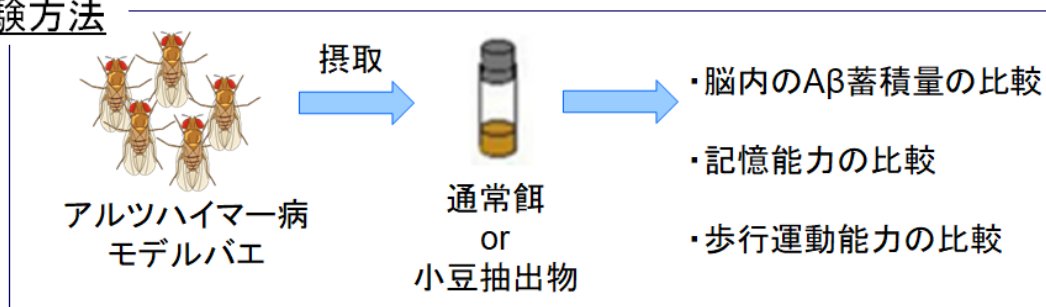 験方法
摂取
アルツハイマー病
モデルバエ
通常餌
or
小豆抽出物
・脳内のAβ蓄積量の比較
・記憶能力の比較
・歩行運動能力の比較